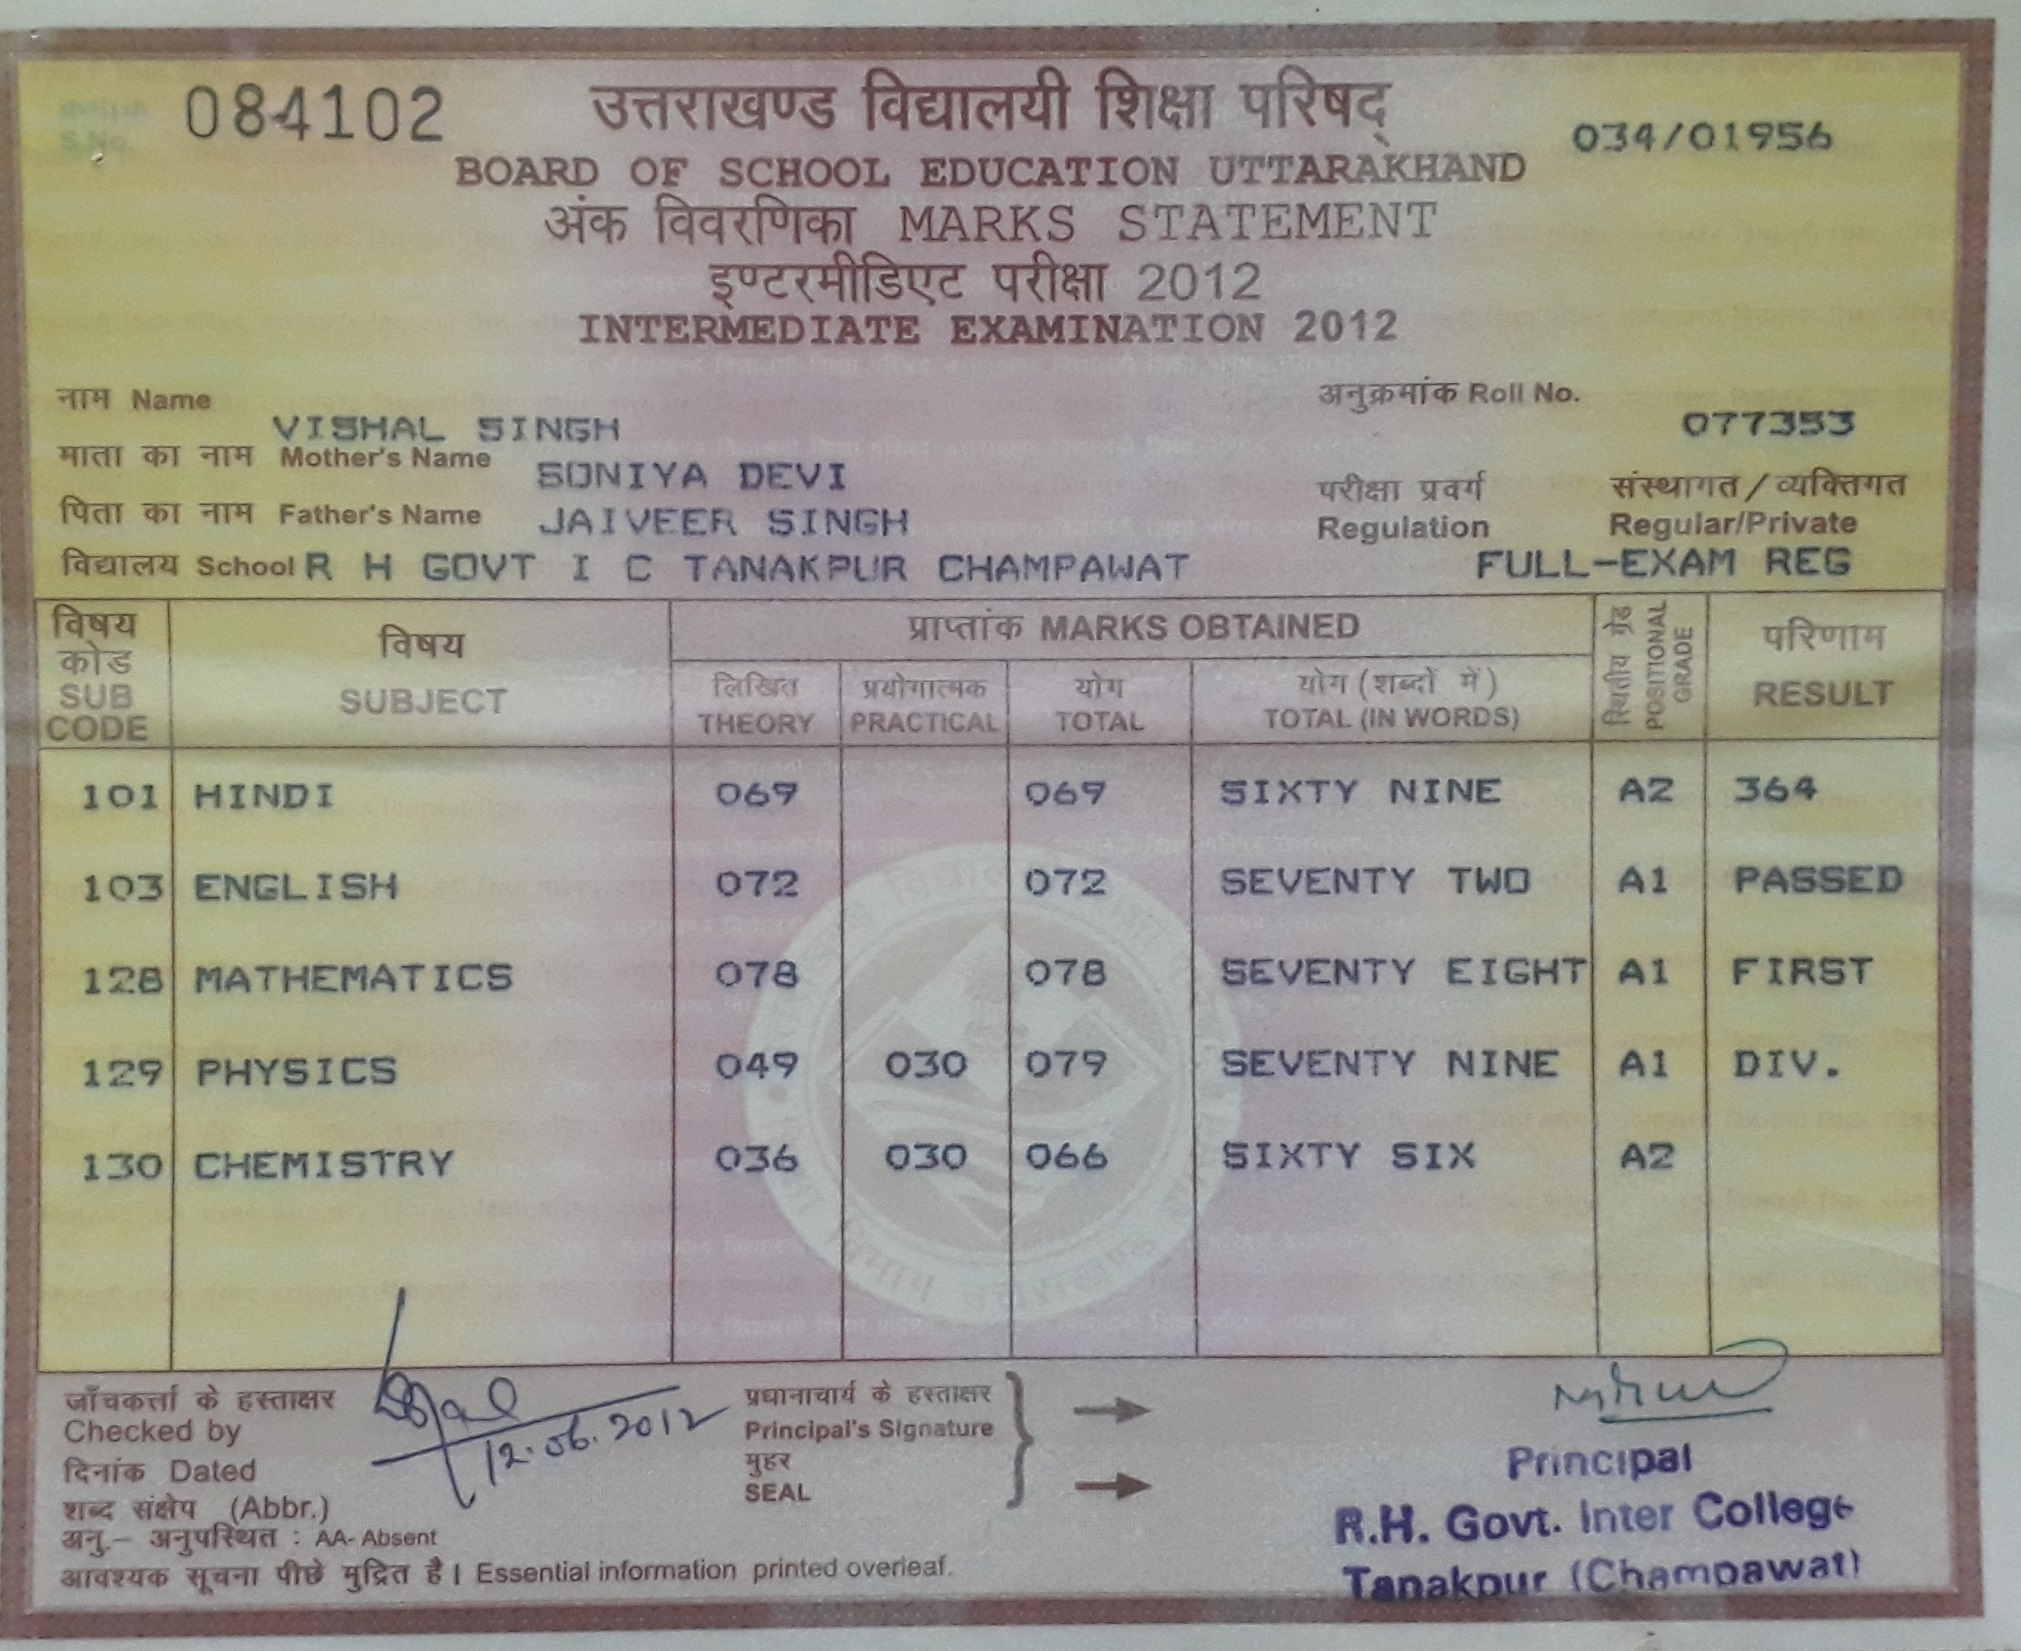 S.No. 084102
उत्तराखण्ड विद्यालयी शिक्षा परिषद्
034/01956
BOARD OF SCHOOL EDUCATION UTTARAKHAND
अंक विवरणिका MARKS STATEMENT
इण्टरमीडिएट परीक्षा 2012
INTERMEDIATE EXAMINATION 2012
नाम Name VISHAL SINGH
अनुक्रमांक Roll No. 077353
माता का नाम Mother's Name SONIYA DEVI
पिता का नाम Father's Name JAIVEER SINGH
परीक्षा प्रवर्ग संस्थागत / व्यक्तिगत
Regulation Regular/Private
विद्यालय School R H GOVT I C TANAKPUR CHAMPAWAT FULL-EXAM REG
विषय कोड SUB CODE
विषय SUBJECT
प्राप्तांक MARKS OBTAINED
लिखित THEORY
प्रयोगात्मक PRACTICAL
योग TOTAL
योग (शब्दों में) TOTAL (IN WORDS)
स्थितीय ग्रेड POSITIONAL GRADE
परिणाम RESULT
101 HINDI 069 069 SIXTY NINE A2 364
103 ENGLISH 072 072 SEVENTY TWO A1 PASSED
128 MATHEMATICS 078 078 SEVENTY EIGHT A1 FIRST
129 PHYSICS 049 030 079 SEVENTY NINE A1 DIV.
130 CHEMISTRY 036 030 066 SIXTY SIX A2
जाँचकर्त्ता के हस्ताक्षर
Checked by
दिनांक Dated 12.06.2012
शब्द संक्षेप (Abbr.)
अनु.– अनुपस्थित : AA- Absent
आवश्यक सूचना पीछे मुद्रित है। Essential information printed overleaf.
प्रधानाचार्य के हस्ताक्षर
Principal's Signature
मुहर
SEAL
Principal
R.H. Govt. Inter College
Tanakpur (Champawat)